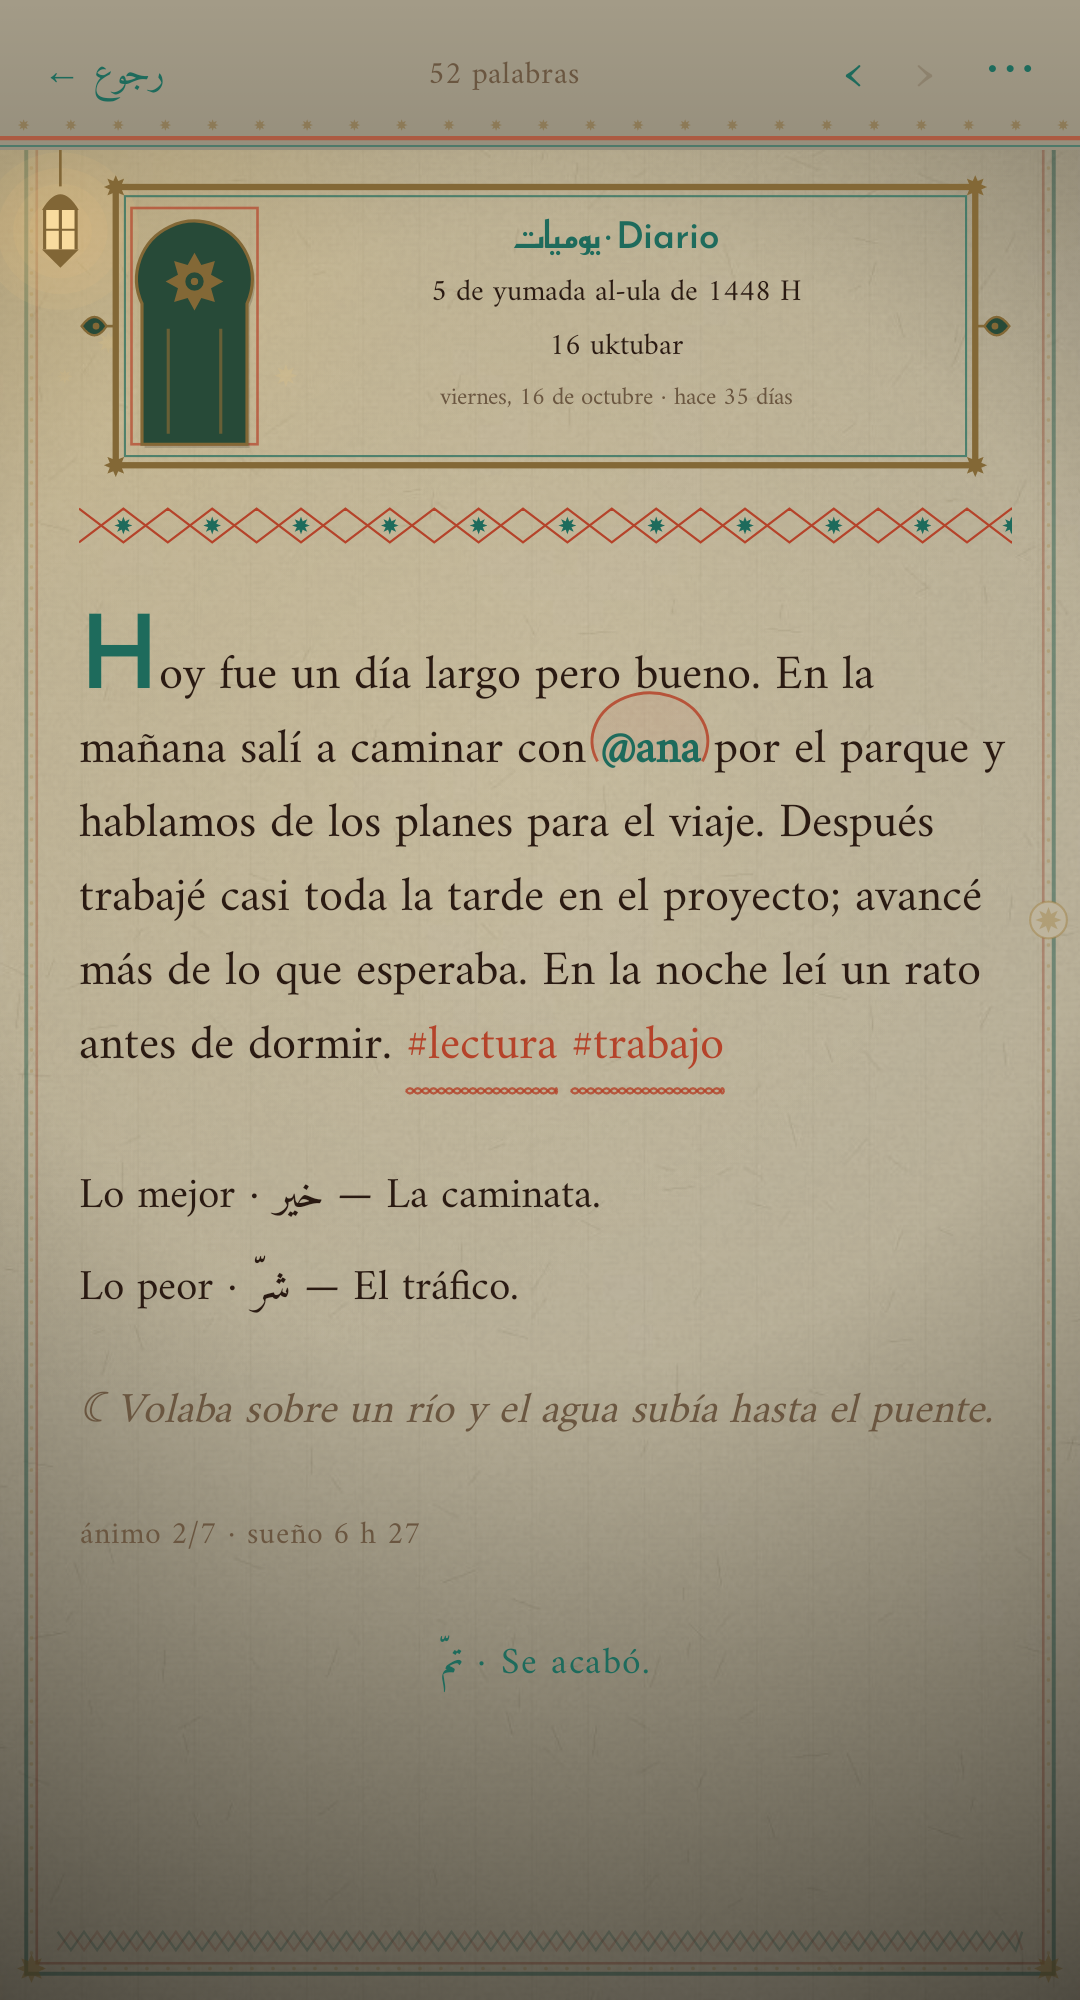 ← رجوع 52 palabras < > •••
يوميات · Diario
5 de yumada al-ula de 1448 H
16 uktubar
viernes, 16 de octubre · hace 35 días
Hoy fue un día largo pero bueno. En la
mañana salí a caminar con @ana por el parque y
hablamos de los planes para el viaje. Después
trabajé casi toda la tarde en el proyecto; avancé
más de lo que esperaba. En la noche leí un rato
antes de dormir. #lectura #trabajo
Lo mejor · خير — La caminata.
Lo peor · شرّ — El tráfico.
☾ Volaba sobre un río y el agua subía hasta el puente.
ánimo 2/7 · sueño 6 h 27
تمّ · Se acabó.